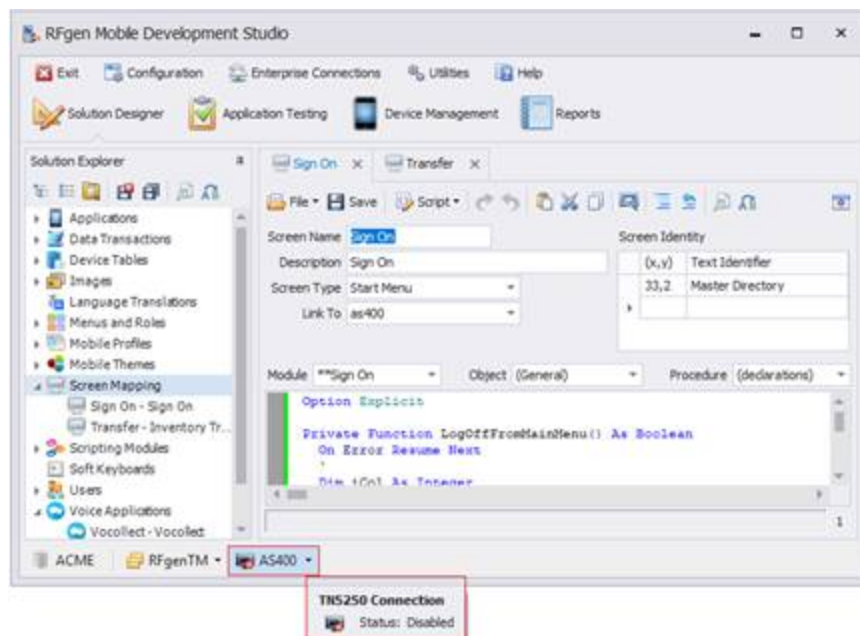 RFgen Mobile Development Studio
Exit Configuration Enterprise Connections Utilities Help
Solution Designer Application Testing Device Management Reports
Solution Explorer
Sign On Transfer
File Save Script
Applications
Data Transactions
Device Tables
Images
Language Translations
Menus and Roles
Mobile Profiles
Mobile Themes
Screen Mapping
Sign On - Sign On
Transfer - Inventory Tr...
Scripting Modules
Soft Keyboards
Users
Voice Applications
Vocollect - Vocollect
Screen Name Sign On
Description Sign On
Screen Type Start Menu
Link To as400
Screen Identity
(x,y) Text Identifier
33,2 Master Directory
Module **Sign On Object (General) Procedure (declarations)
Option Explicit
Private Function LogOffFromMainMenu() As Boolean
On Error Resume Next
'
Dim iCol As Integer
1
ACME RFgenTM AS400
TN5250 Connection
Status: Disabled